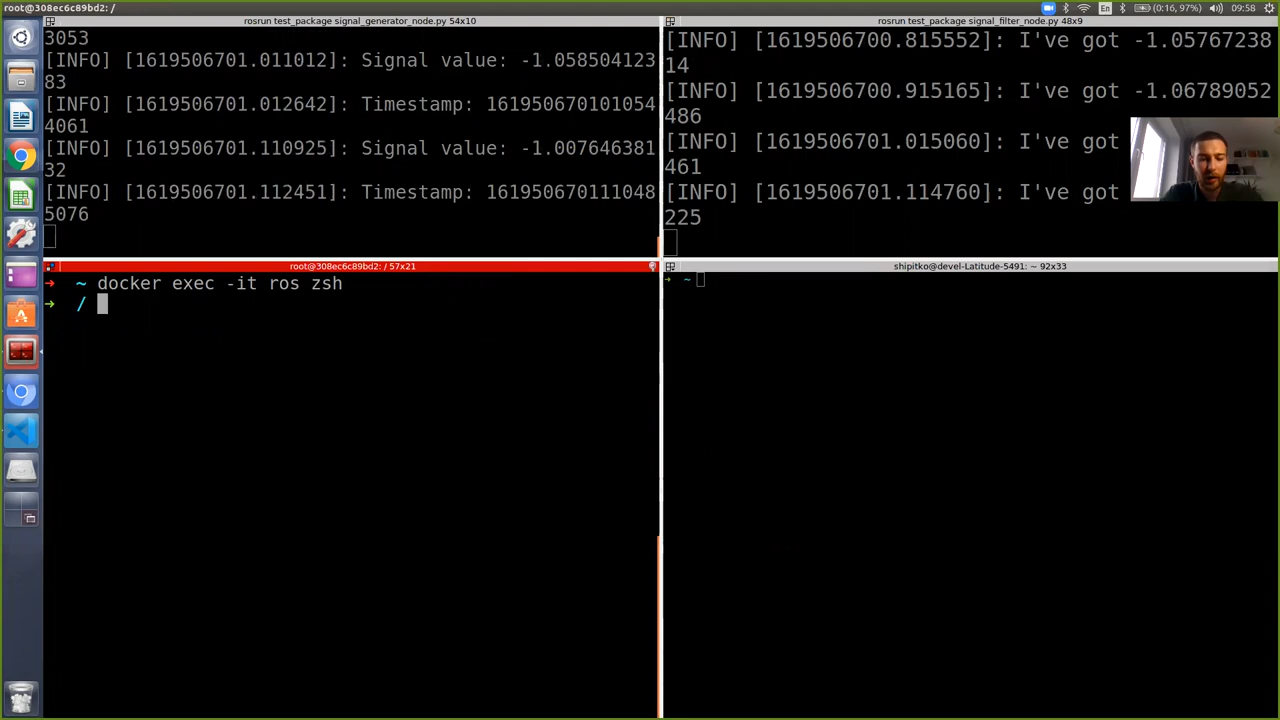 root@308ec6c89bd2: /
En
(0:16, 97%)
09:58
rosrun test_package signal_generator_node.py 54x10
3053
[INFO] [1619506701.011012]: Signal value: -1.058504123
83
[INFO] [1619506701.012642]: Timestamp: 161950670101054
4061
[INFO] [1619506701.110925]: Signal value: -1.007646381
32
[INFO] [1619506701.112451]: Timestamp: 161950670111048
5076
rosrun test_package signal_filter_node.py 48x9
[INFO] [1619506700.815552]: I've got -1.05767238
14
[INFO] [1619506700.915165]: I've got -1.06789052
486
[INFO] [1619506701.015060]: I've got
461
[INFO] [1619506701.114760]: I've got
225
root@308ec6c89bd2: / 57x21
➜ ~ docker exec -it ros zsh
➜ /
shipitko@devel-Latitude-5491: ~ 92x33
➜ ~